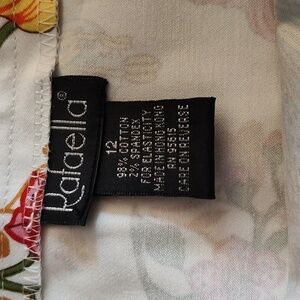 Rafaella®
12
98% COTTON
2% SPANDEX
FOR ELASTICITY
MADE IN HONG KONG
RN 95615
CARE ON REVERSE